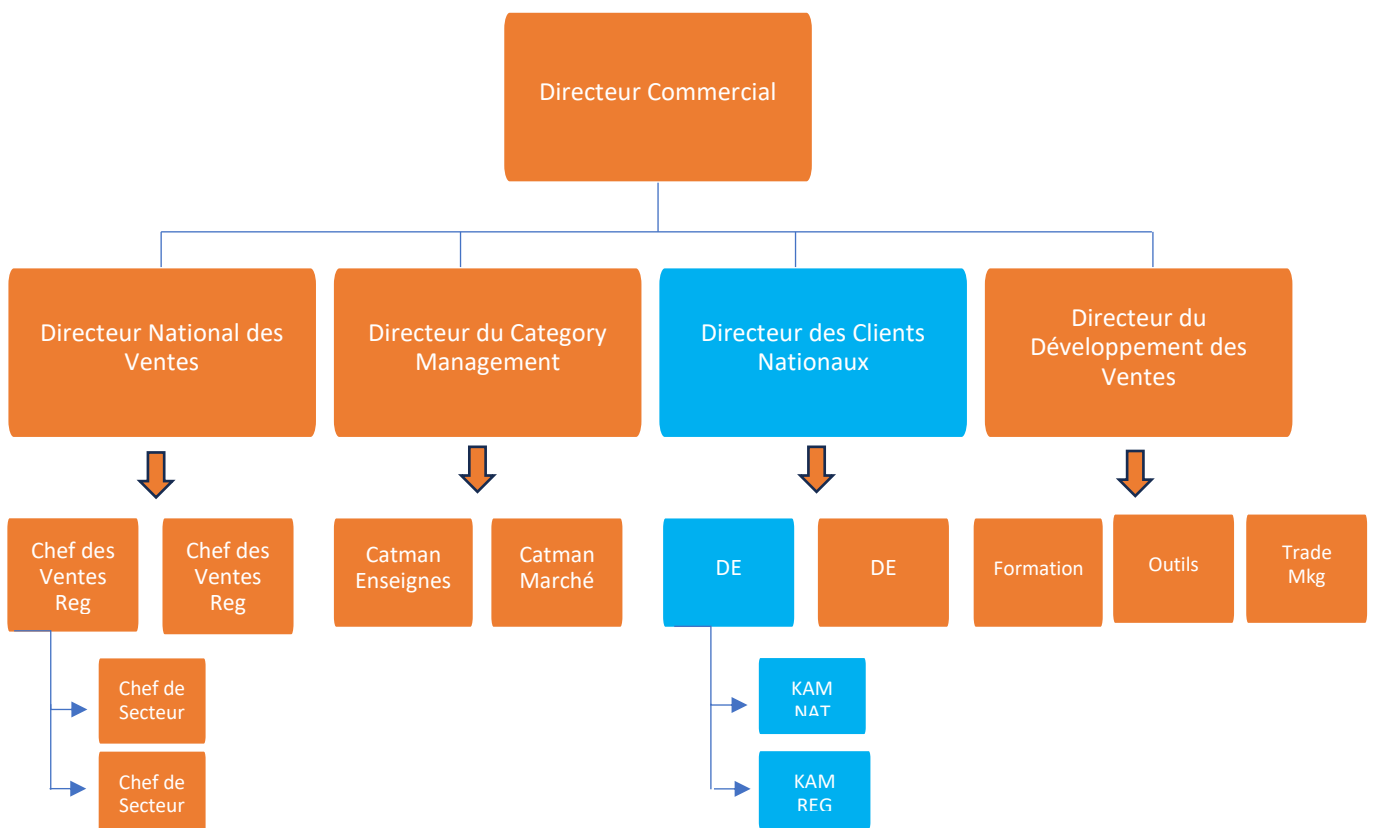 Directeur Commercial
Directeur National des
Ventes
Directeur du Category
Management
Directeur des Clients
Nationaux
Directeur du
Développement des
Ventes
Chef des
Ventes
Reg
Chef des
Ventes
Reg
Catman
Enseignes
Catman
Marché
DE
DE
Formation
Outils
Trade
Mkg
Chef de
Secteur
KAM
NAT
Chef de
Secteur
KAM
REG